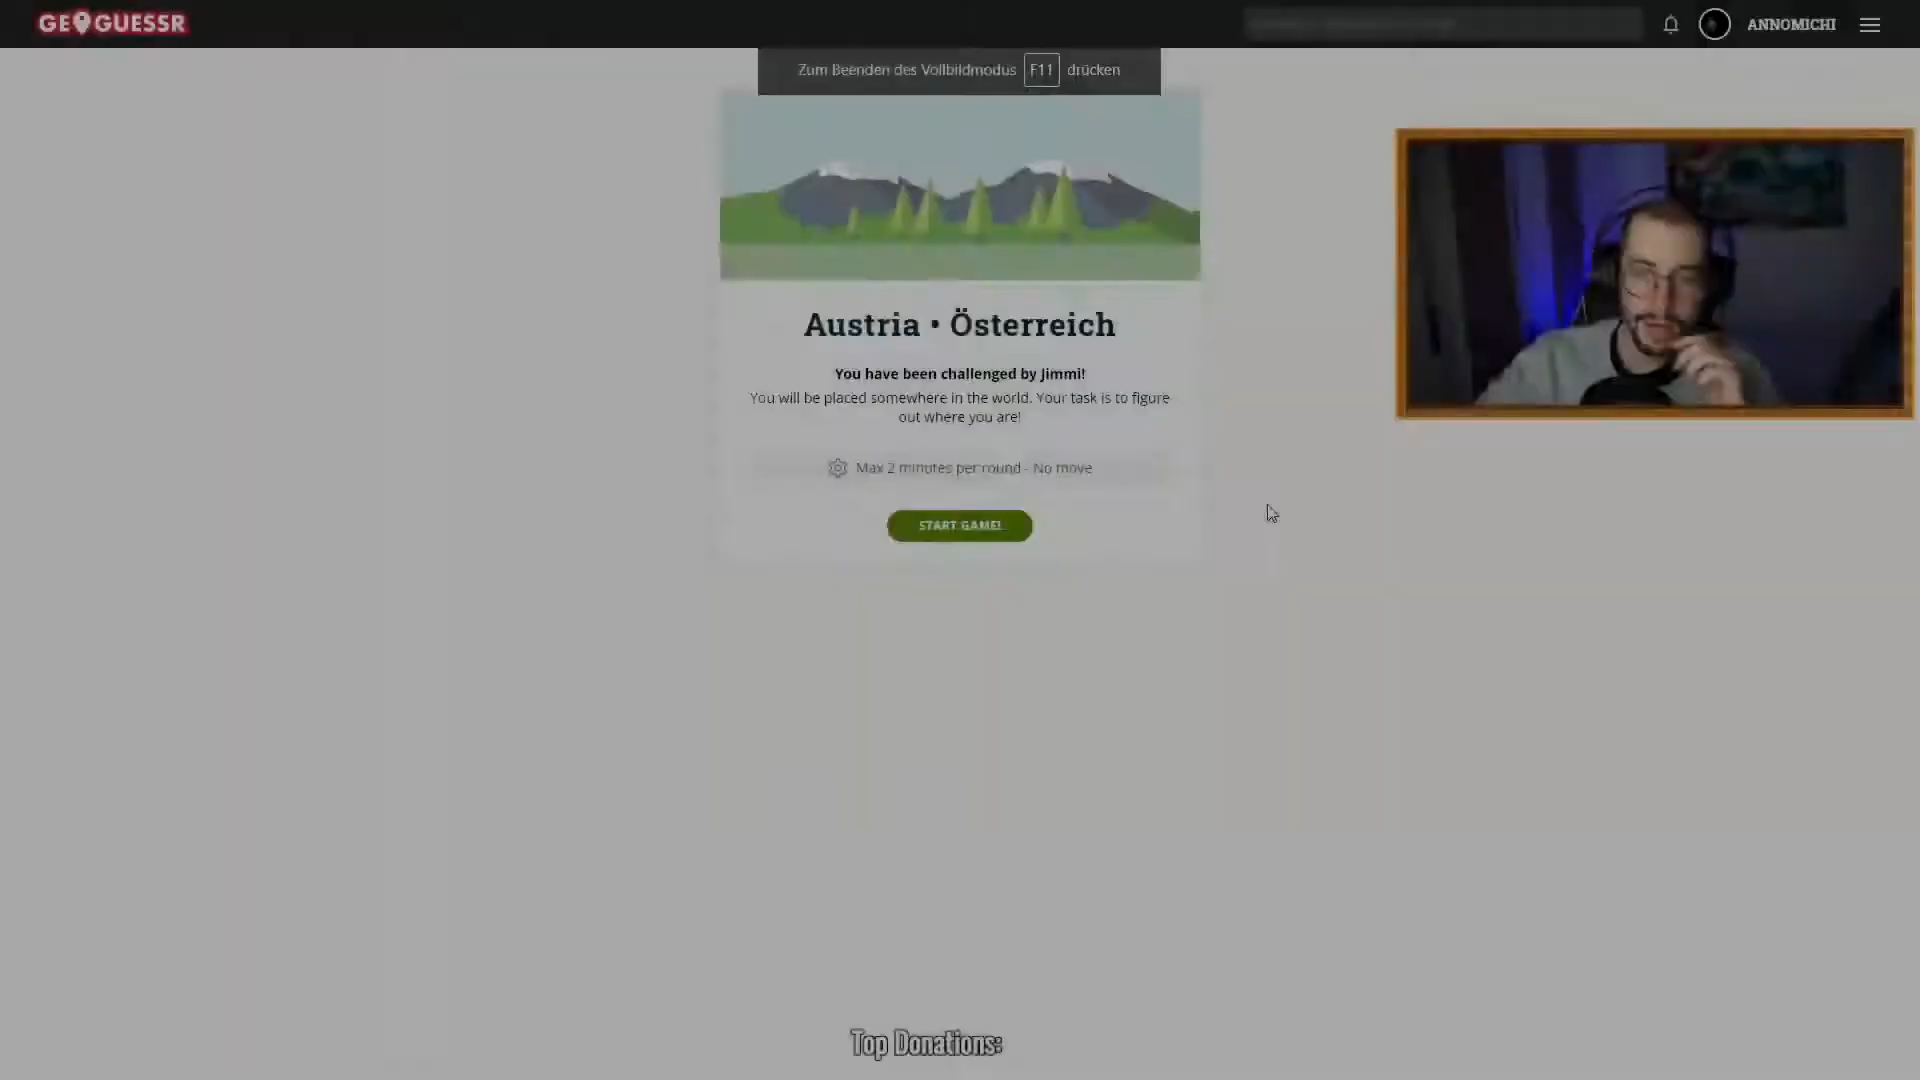 GEOGUESSR
ANNOMICHI
Zum Beenden des Vollbildmodus F11 drücken
Austria • Österreich
You have been challenged by Jimmi!
You will be placed somewhere in the world. Your task is to figure
out where you are!
Max 2 minutes per round - No move
START GAME!
Top Donations: